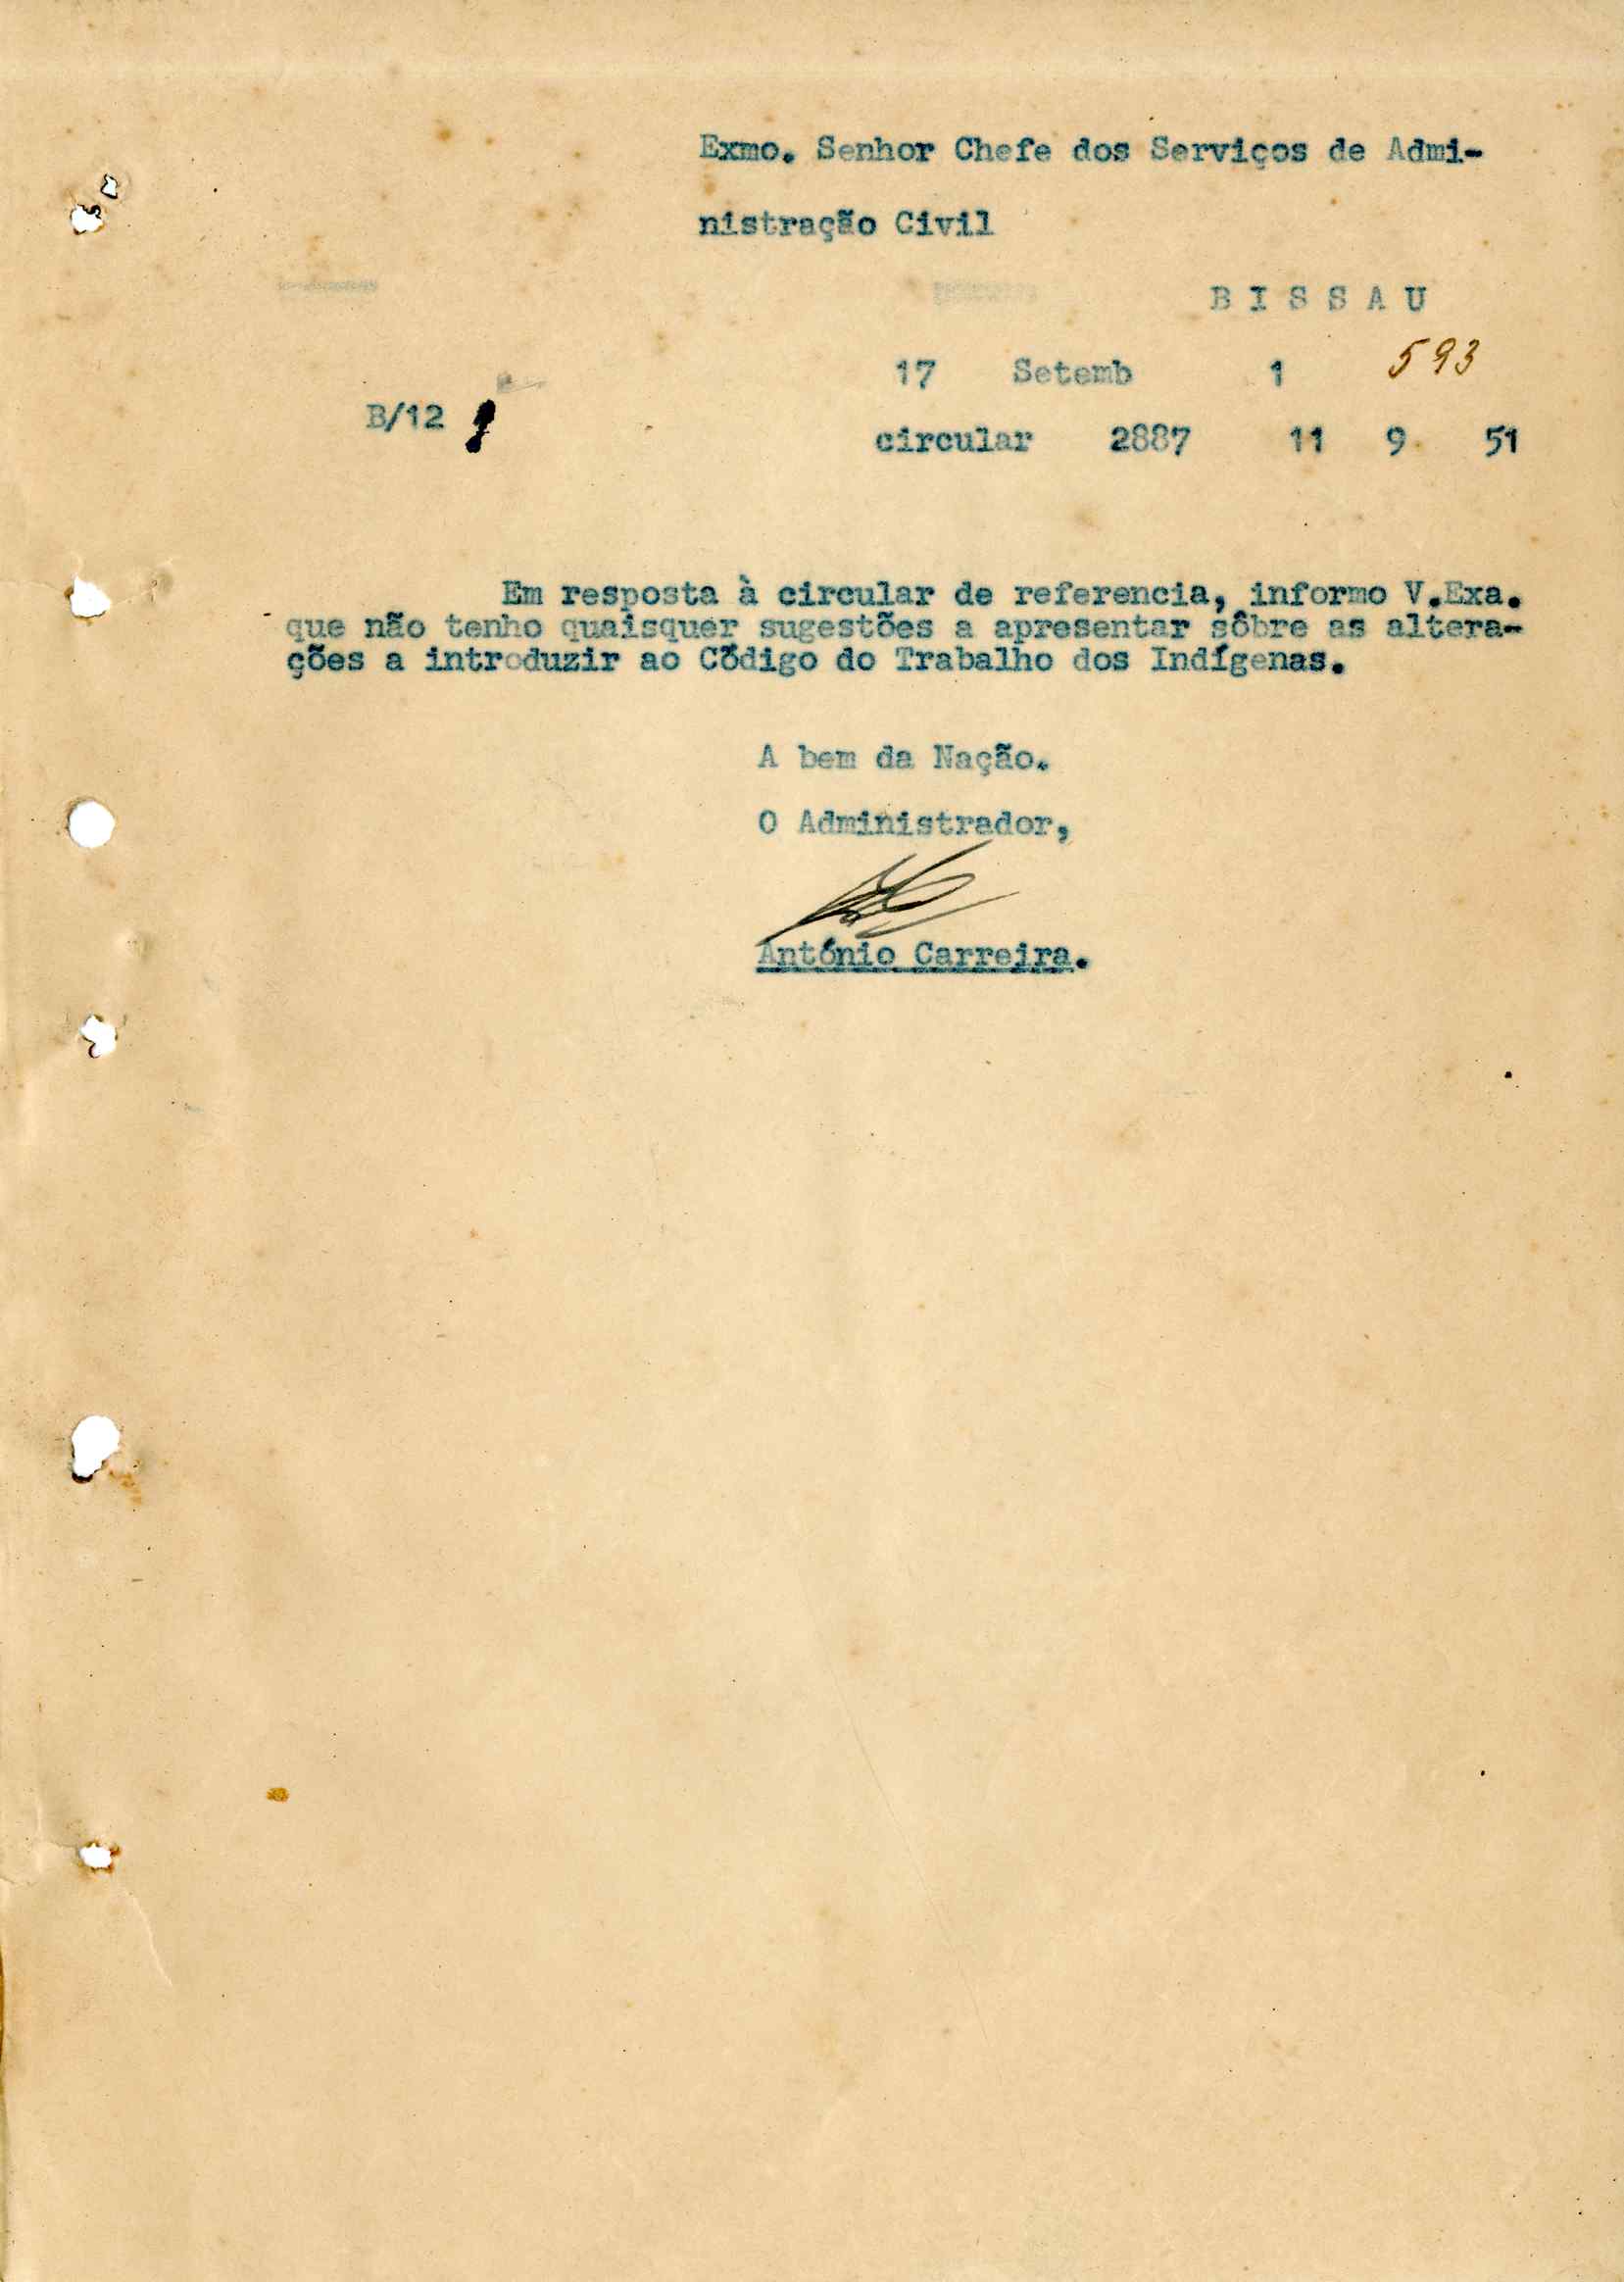 Exmo. Senhor Chefe dos Serviços de Admi-
nistração Civil
B I S S A U
17 Setemb 1 593
B/12
circular 2887 11 9 51
Em resposta à circular de referencia, informo V.Exa.
que não tenho quaisquer sugestões a apresentar sôbre as altera-
ções a introduzir ao Código do Trabalho dos Indígenas.
A bem da Nação.
O Administrador,
António Carreira.